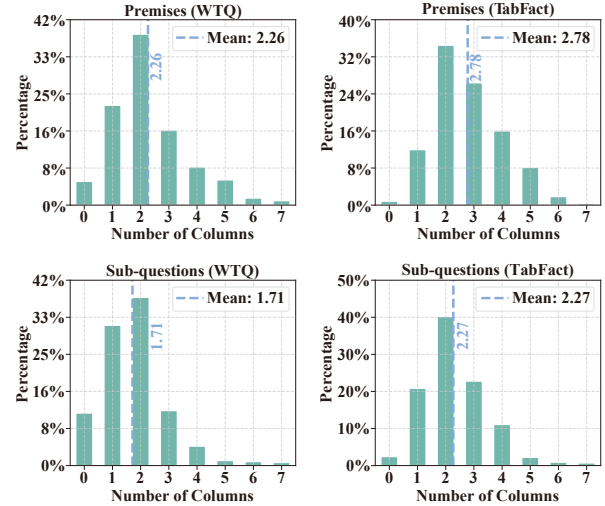 Premises (WTQ)
42%
33%
25%
16%
8%
0%
Percentage
Mean: 2.26
2.26
0 1 2 3 4 5 6 7
Number of Columns
Premises (TabFact)
40%
32%
24%
16%
8%
0%
Percentage
Mean: 2.78
2.78
0 1 2 3 4 5 6 7
Number of Columns
Sub-questions (WTQ)
42%
33%
25%
16%
8%
0%
Percentage
Mean: 1.71
1.71
0 1 2 3 4 5 6 7
Number of Columns
Sub-questions (TabFact)
50%
40%
30%
20%
10%
0%
Percentage
Mean: 2.27
2.27
0 1 2 3 4 5 6 7
Number of Columns